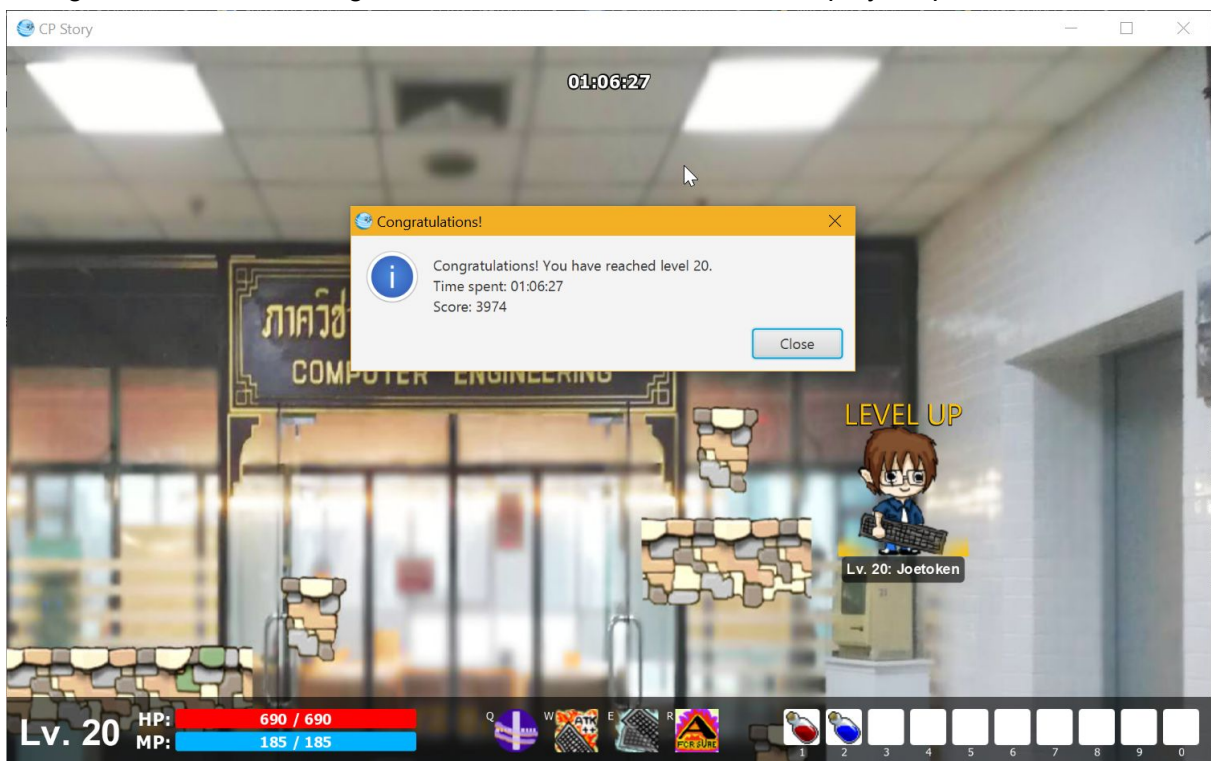 CP Story
01:06:27
Congratulations!
Congratulations! You have reached level 20.
Time spent: 01:06:27
Score: 3974
Close
COMPUTER ENGINEERING
LEVEL UP
Lv. 20: Joetoken
Lv. 20
HP: 690 / 690
MP: 185 / 185
Q W E R
ATK
FOR SURE
1 2 3 4 5 6 7 8 9 0